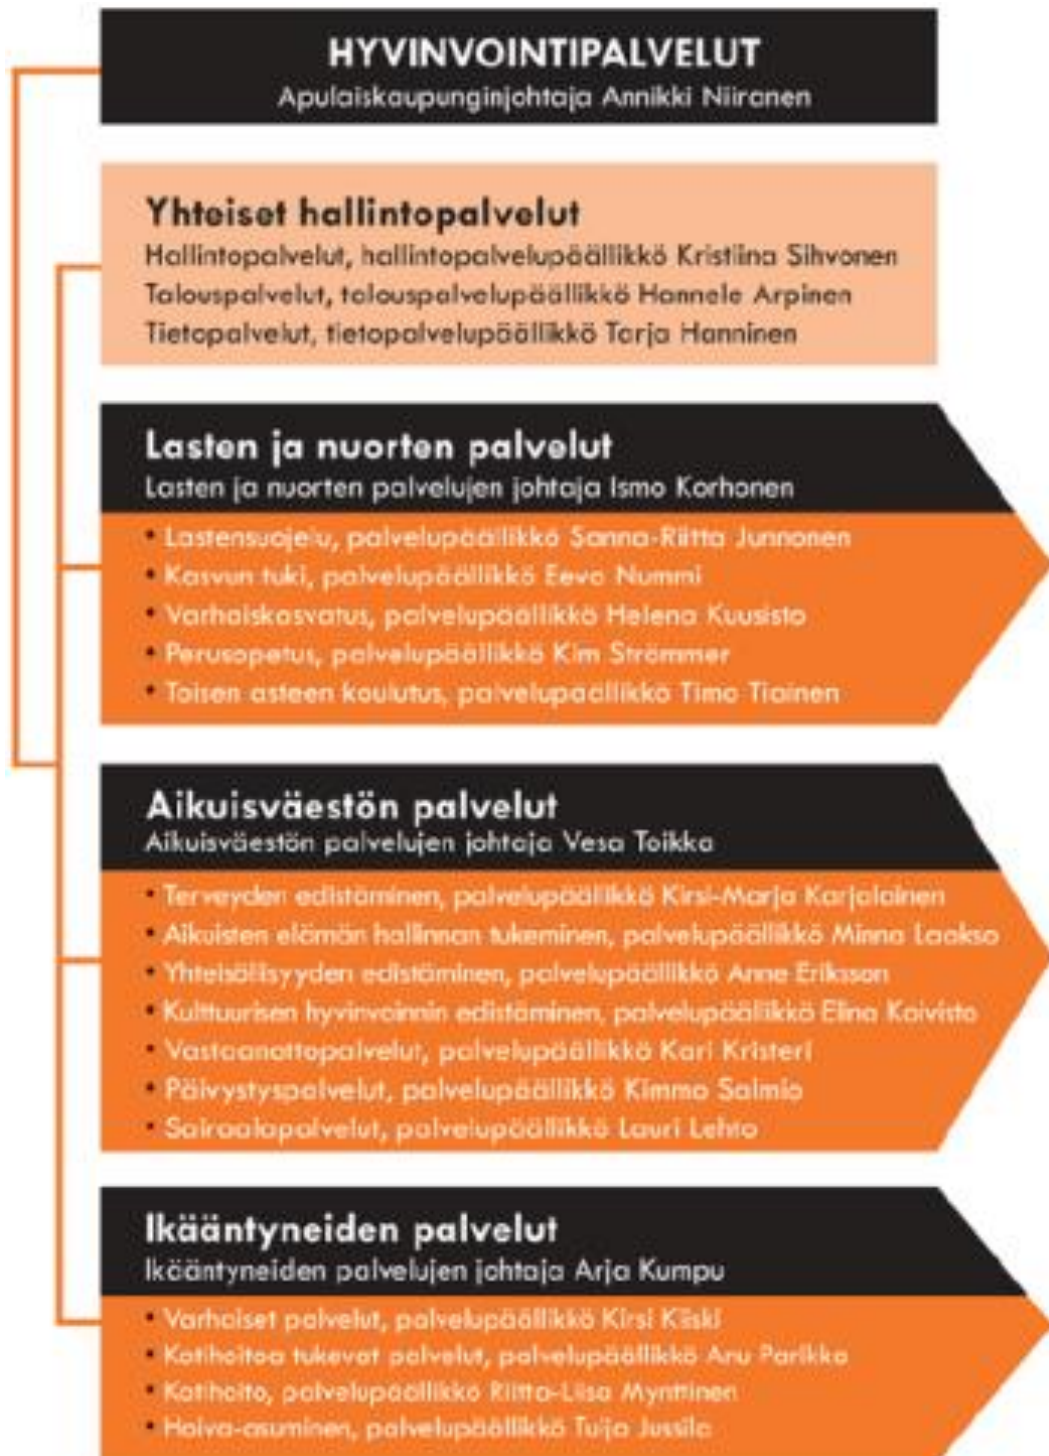 HYVINVOINTIPALVELUT
Apulaiskaupunginjohtaja Annikki Niiranen
Yhteiset hallintopalvelut
Hallintopalvelut, hallintopalvelupäällikkö Kristiina Sihvonen
Talouspalvelut, talouspalvelupäällikkö Hannele Arpinen
Tietopalvelut, tietopalvelupäällikkö Tarja Hanninen
Lasten ja nuorten palvelut
Lasten ja nuorten palvelujen johtaja Ismo Korhonen
• Lastensuojelu, palvelupäällikkö Sanna-Riitta Junnonen
• Kasvun tuki, palvelupäällikkö Eeva Nummi
• Varhaiskasvatus, palvelupäällikkö Helena Kuusisto
• Perusopetus, palvelupäällikkö Kim Strömmer
• Toisen asteen koulutus, palvelupäällikkö Timo Tiainen
Aikuisväestön palvelut
Aikuisväestön palvelujen johtaja Vesa Toikka
• Terveyden edistäminen, palvelupäällikkö Kirsi-Marja Karjalainen
• Aikuisten elämän hallinnan tukeminen, palvelupäällikkö Minna Laakso
• Yhteisöllisyyden edistäminen, palvelupäällikkö Anne Eriksson
• Kulttuurisen hyvinvoinnin edistäminen, palvelupäällikkö Elina Koivisto
• Vastaanottopalvelut, palvelupäällikkö Kari Kristeri
• Päivystyspalvelut, palvelupäällikkö Kimmo Salmio
• Sairaalapalvelut, palvelupäällikkö Lauri Lehto
Ikääntyneiden palvelut
Ikääntyneiden palvelujen johtaja Arja Kumpu
• Varhaiset palvelut, palvelupäällikkö Kirsi Kiiski
• Kotihoitoa tukevat palvelut, palvelupäällikkö Anu Parikka
• Kotihoito, palvelupäällikkö Riitta-Liisa Mynttinen
• Hoiva-asuminen, palvelupäällikkö Tuija Jussila